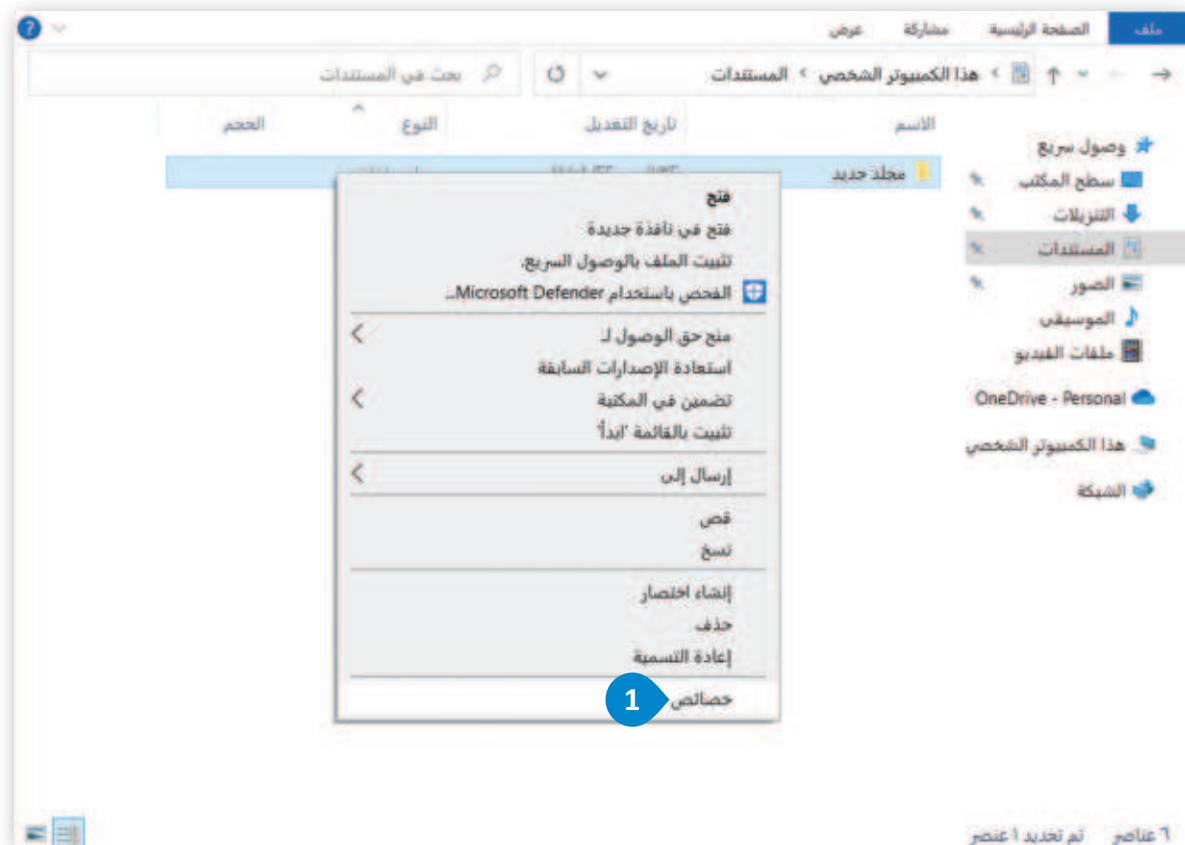 ملف الصفحة الرئيسية مشاركة عرض ?
هذا الكمبيوتر الشخصي المستندات بحث في المستندات
الاسم تاريخ التعديل النوع الحجم
وصول سريع
سطح المكتب
التنزيلات
المستندات
الصور
الموسيقى
ملفات الفيديو
OneDrive - Personal
هذا الكمبيوتر الشخصي
الشبكة
مجلد جديد
فتح
فتح في نافذة جديدة
تثبيت الملف بالوصول السريع.
الفحص باستخدام Microsoft Defender...
منح حق الوصول لـ
استعادة الإصدارات السابقة
تضمين في المكتبة
تثبيت بالقائمة 'ابدأ'
إرسال إلى
قص
نسخ
إنشاء اختصار
حذف
إعادة التسمية
خصائص 1
٦ عناصر تم تحديد ١ عنصر